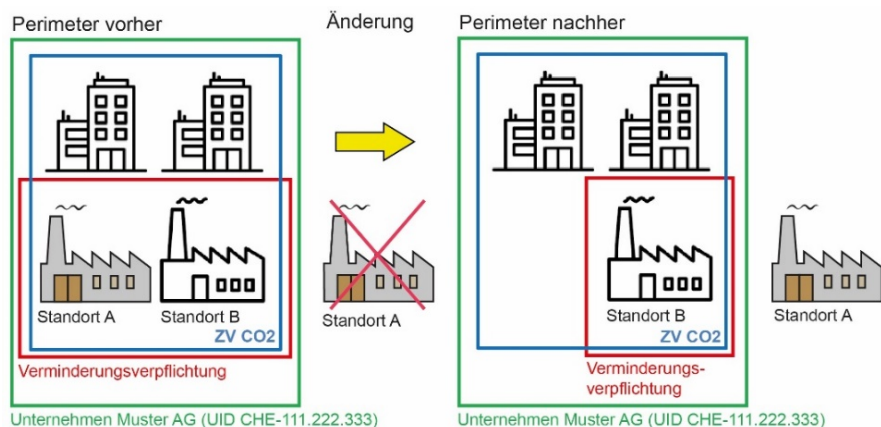 Perimeter vorher
Änderung
Perimeter nachher
Standort A
Standort B
ZV CO2
Verminderungsverpflichtung
Unternehmen Muster AG (UID CHE-111.222.333)
Standort A
Standort B
ZV CO2
Verminderungs-
verpflichtung
Unternehmen Muster AG (UID CHE-111.222.333)
Standort A